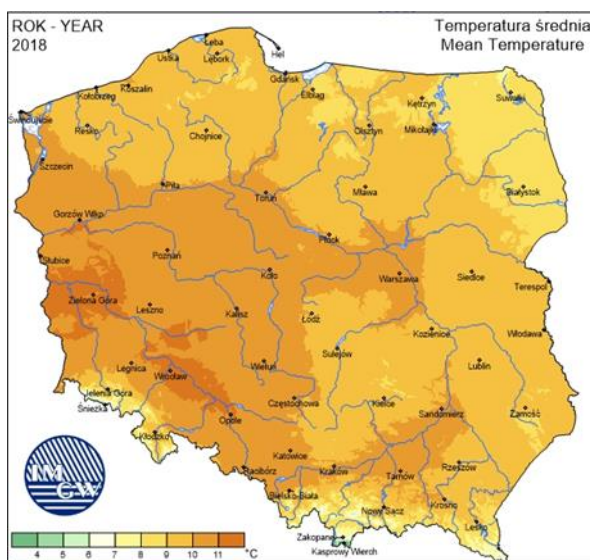 ROK - YEAR
2018
Temperatura średnia
Mean Temperature
Łeba
Hel
Ustka
Lębork
Gdańsk
Koszalin
Kołobrzeg
Elbląg
Kętrzyn
Suwałki
Świnoujście
Resko
Chojnice
Olsztyn
Mikołajki
Szczecin
Piła
Toruń
Mława
Białystok
Gorzów Wlkp.
Płock
Słubice
Poznań
Koło
Warszawa
Siedlce
Terespol
Zielona Góra
Leszno
Kalisz
Łódź
Kozienice
Włodawa
Sulejów
Legnica
Wrocław
Wieluń
Lublin
Jelenia Góra
Śnieżka
Częstochowa
Kielce
Sandomierz
Zamość
Opole
Kłodzko
Katowice
Racibórz
Kraków
Tarnów
Rzeszów
Bielsko-Biała
Nowy Sącz
Krosno
Lesko
Zakopane
Kasprowy Wierch
IM
GW
4 5 6 7 8 9 10 11 °C